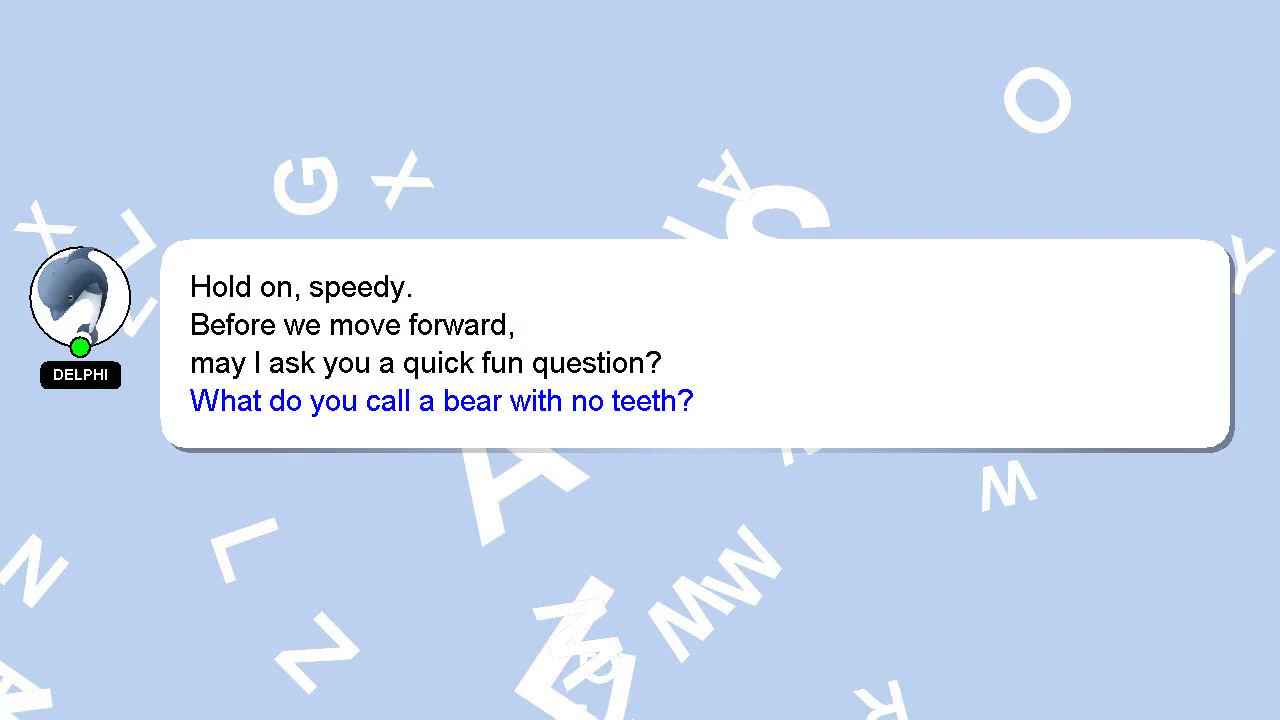 Hold on, speedy.
Before we move forward,
may I ask you a quick fun question?
What do you call a bear with no teeth?
DELPHI